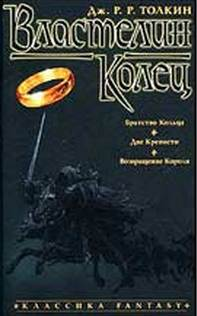 Дж. Р. Р. ТОЛКИН
Властелин
Колец
Братство Кольца
Две Крепости
Возвращение Короля
КЛАССИКА FANTASY